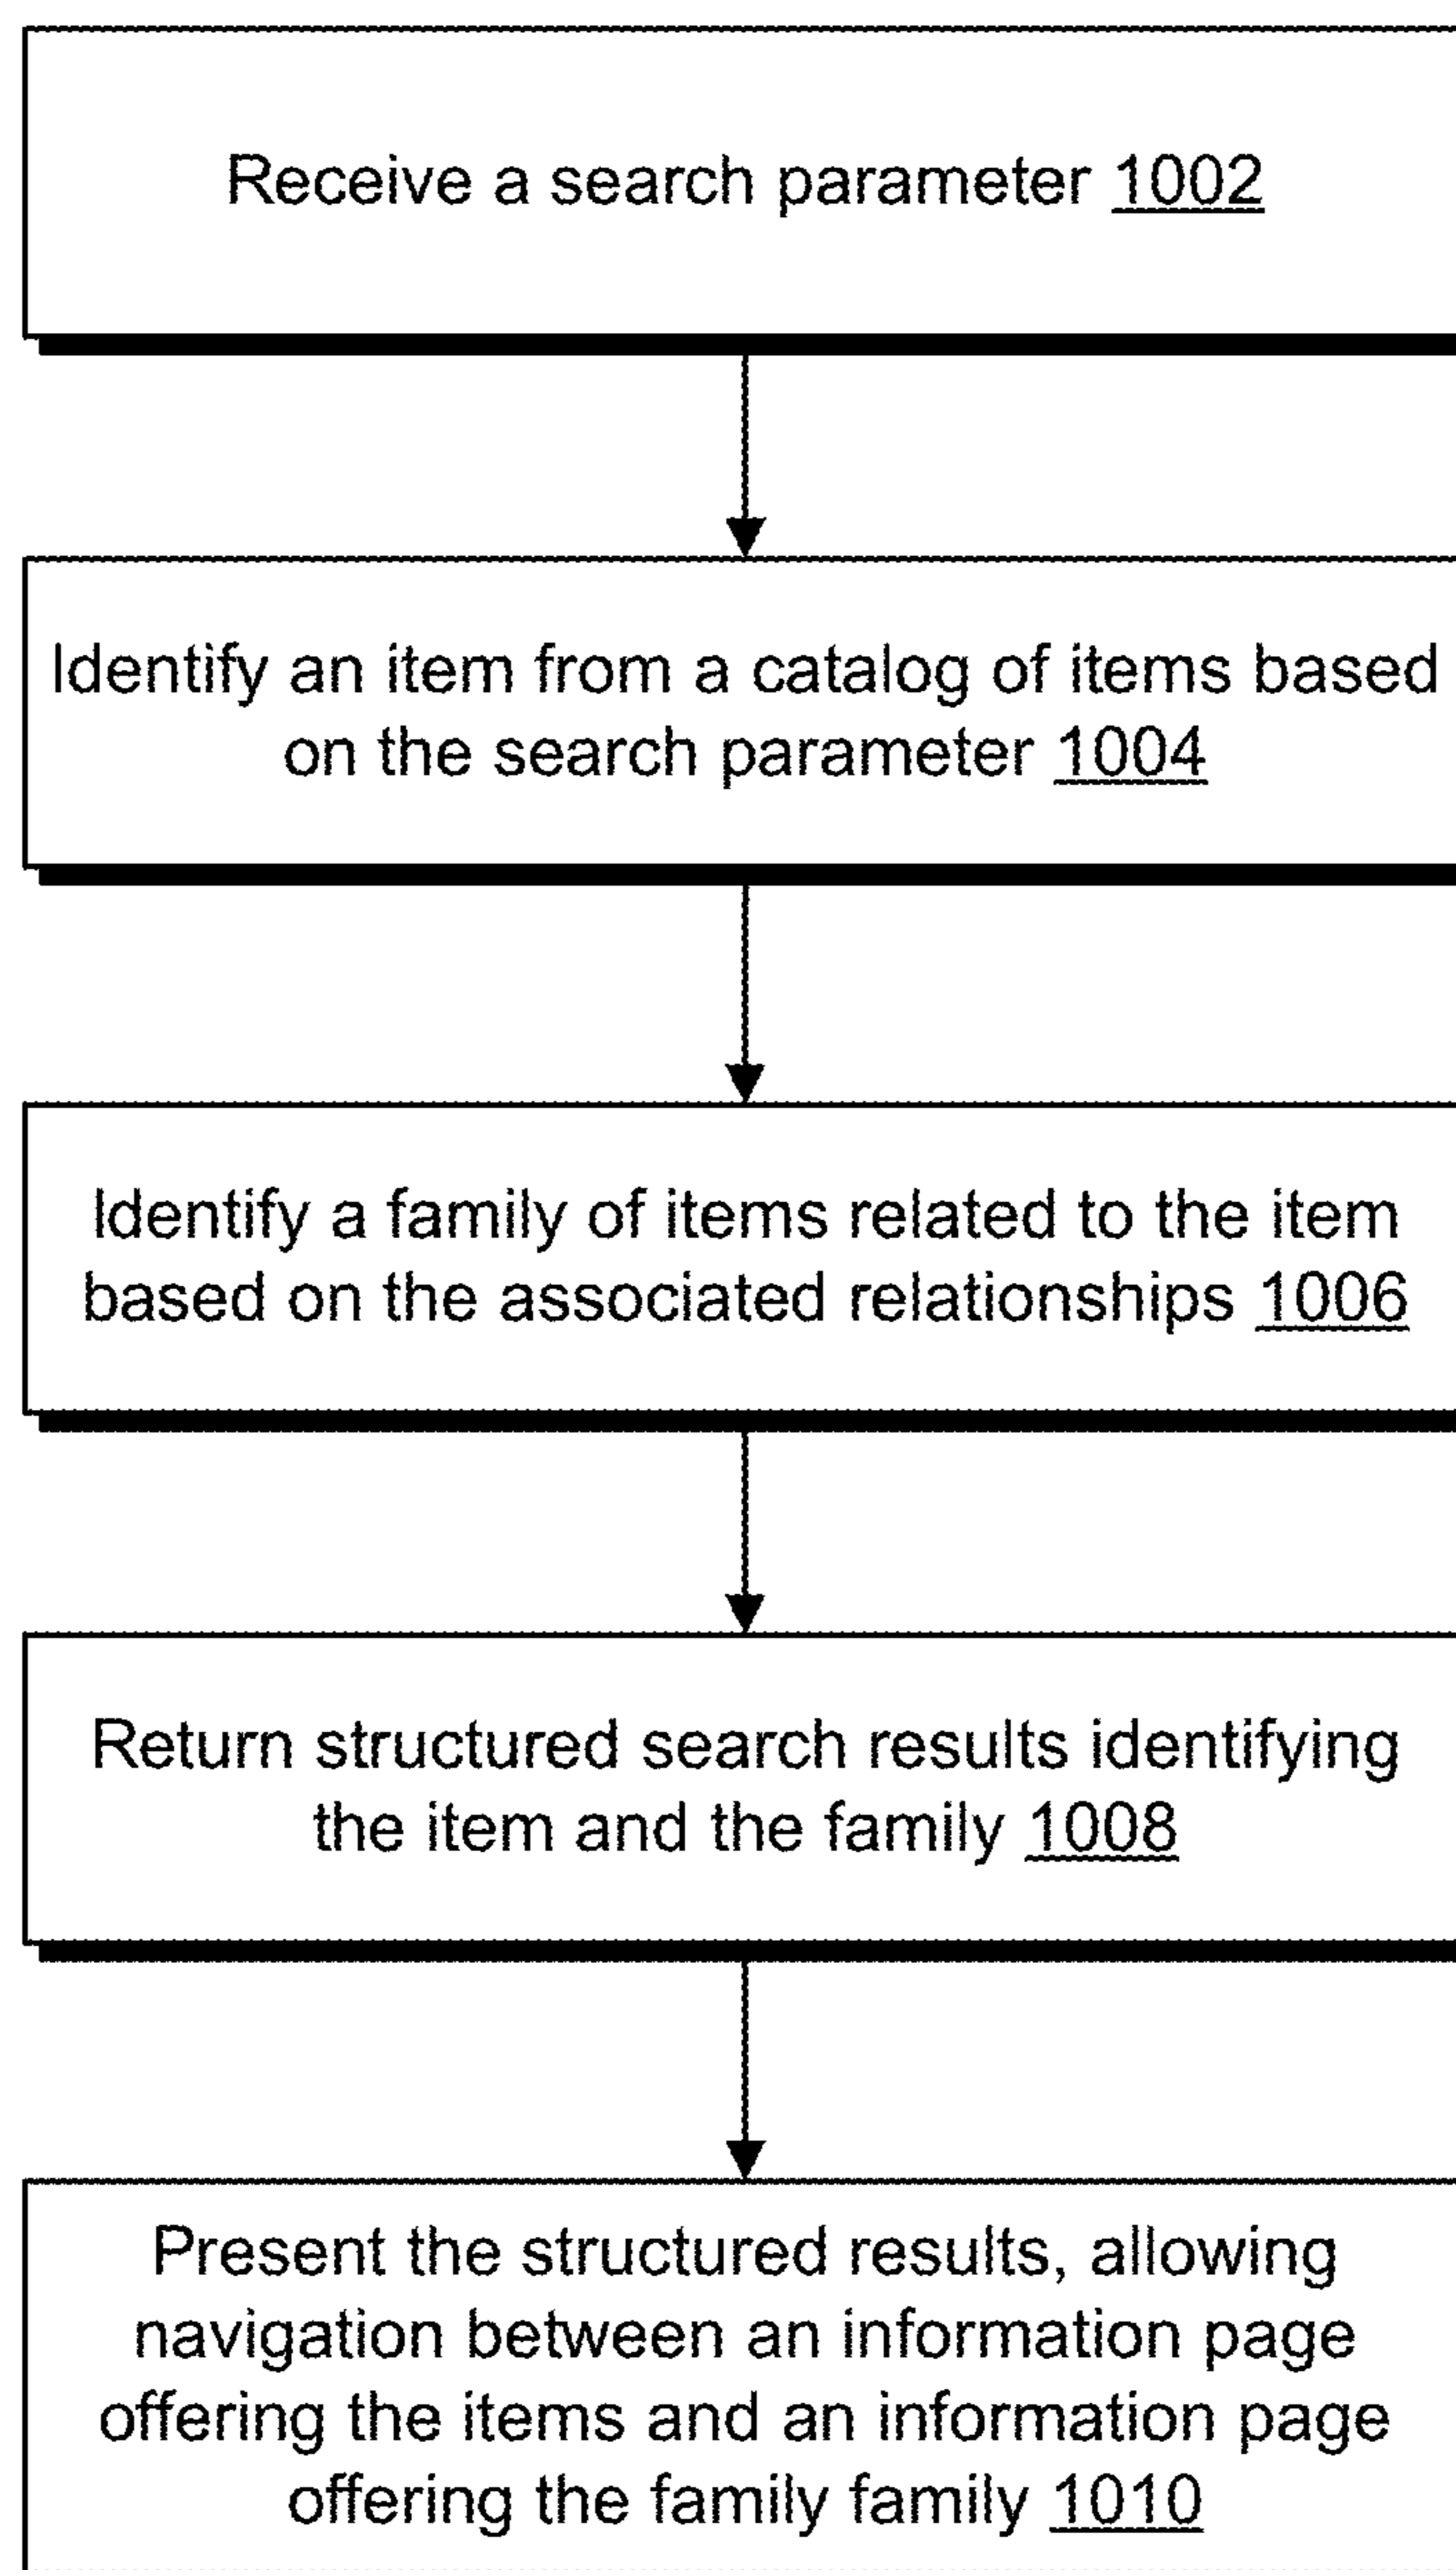 Receive a search parameter 1002
Identify an item from a catalog of items based
on the search parameter 1004
Identify a family of items related to the item
based on the associated relationships 1006
Return structured search results identifying
the item and the family 1008
Present the structured results, allowing
navigation between an information page
offering the items and an information page
offering the family family 1010